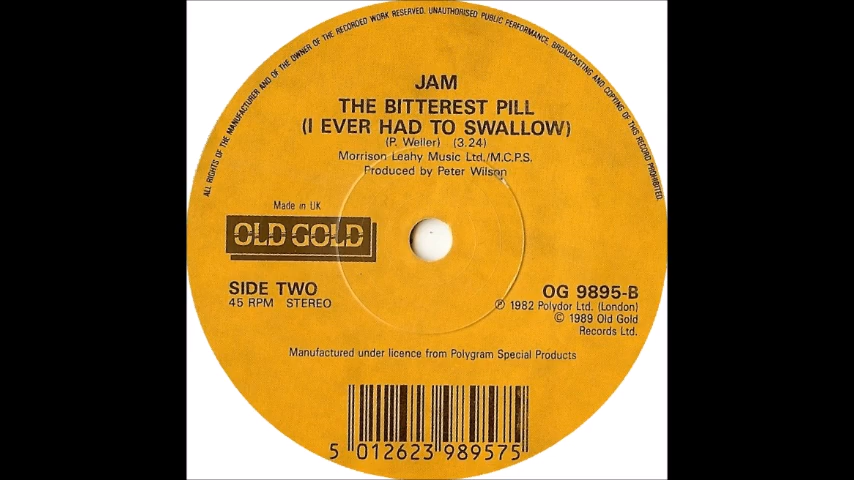 ALL RIGHTS OF THE MANUFACTURER AND OF THE OWNER OF THE RECORDED WORK RESERVED. UNAUTHORISED PUBLIC PERFORMANCE, BROADCASTING AND COPYING OF THIS RECORD PROHIBITED.
JAM
THE BITTEREST PILL
(I EVER HAD TO SWALLOW)
(P. Weller) (3.24)
Morrison Leahy Music Ltd./M.C.P.S.
Produced by Peter Wilson
Made in UK
OLD GOLD
SIDE TWO
45 RPM STEREO
OG 9895-B
℗ 1982 Polydor Ltd. (London)
© 1989 Old Gold
Records Ltd.
Manufactured under licence from Polygram Special Products
5 012623 989575